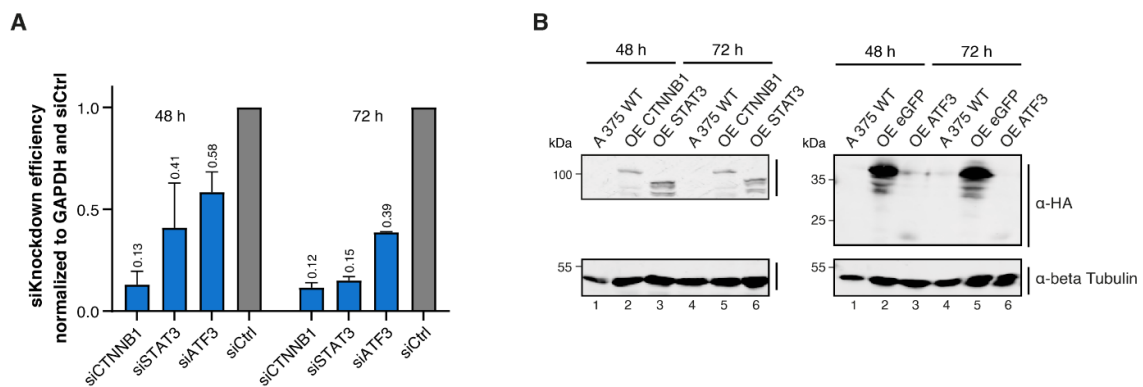 A
siKnockdown efficiency
normalized to GAPDH and siCtrl
1.0
0.5
0.0
48 h
72 h
0.13
0.41
0.58
0.12
0.15
0.39
siCTNNB1
siSTAT3
siATF3
siCtrl
siCTNNB1
siSTAT3
siATF3
siCtrl
B
48 h
72 h
A 375 WT
OE CTNNB1
OE STAT3
A 375 WT
OE CTNNB1
OE STAT3
kDa
100
55
1 2 3 4 5 6
48 h
72 h
A 375 WT
OE eGFP
OE ATF3
A 375 WT
OE eGFP
OE ATF3
kDa
35
25
α-HA
55
α-beta Tubulin
1 2 3 4 5 6